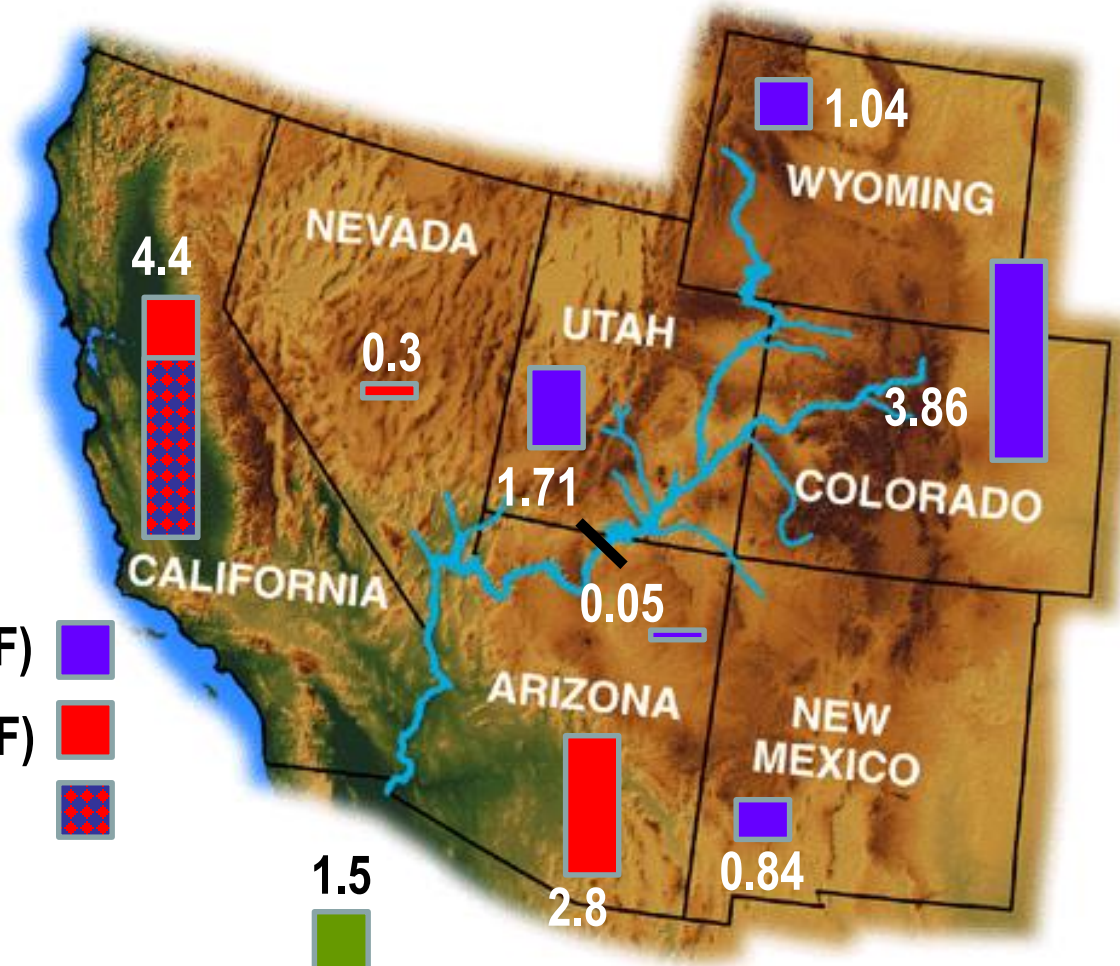 1.04
WYOMING
NEVADA
4.4
UTAH
0.3
3.86
1.71
COLORADO
CALIFORNIA
0.05
F)
ARIZONA
F)
NEW
MEXICO
1.5
0.84
2.8